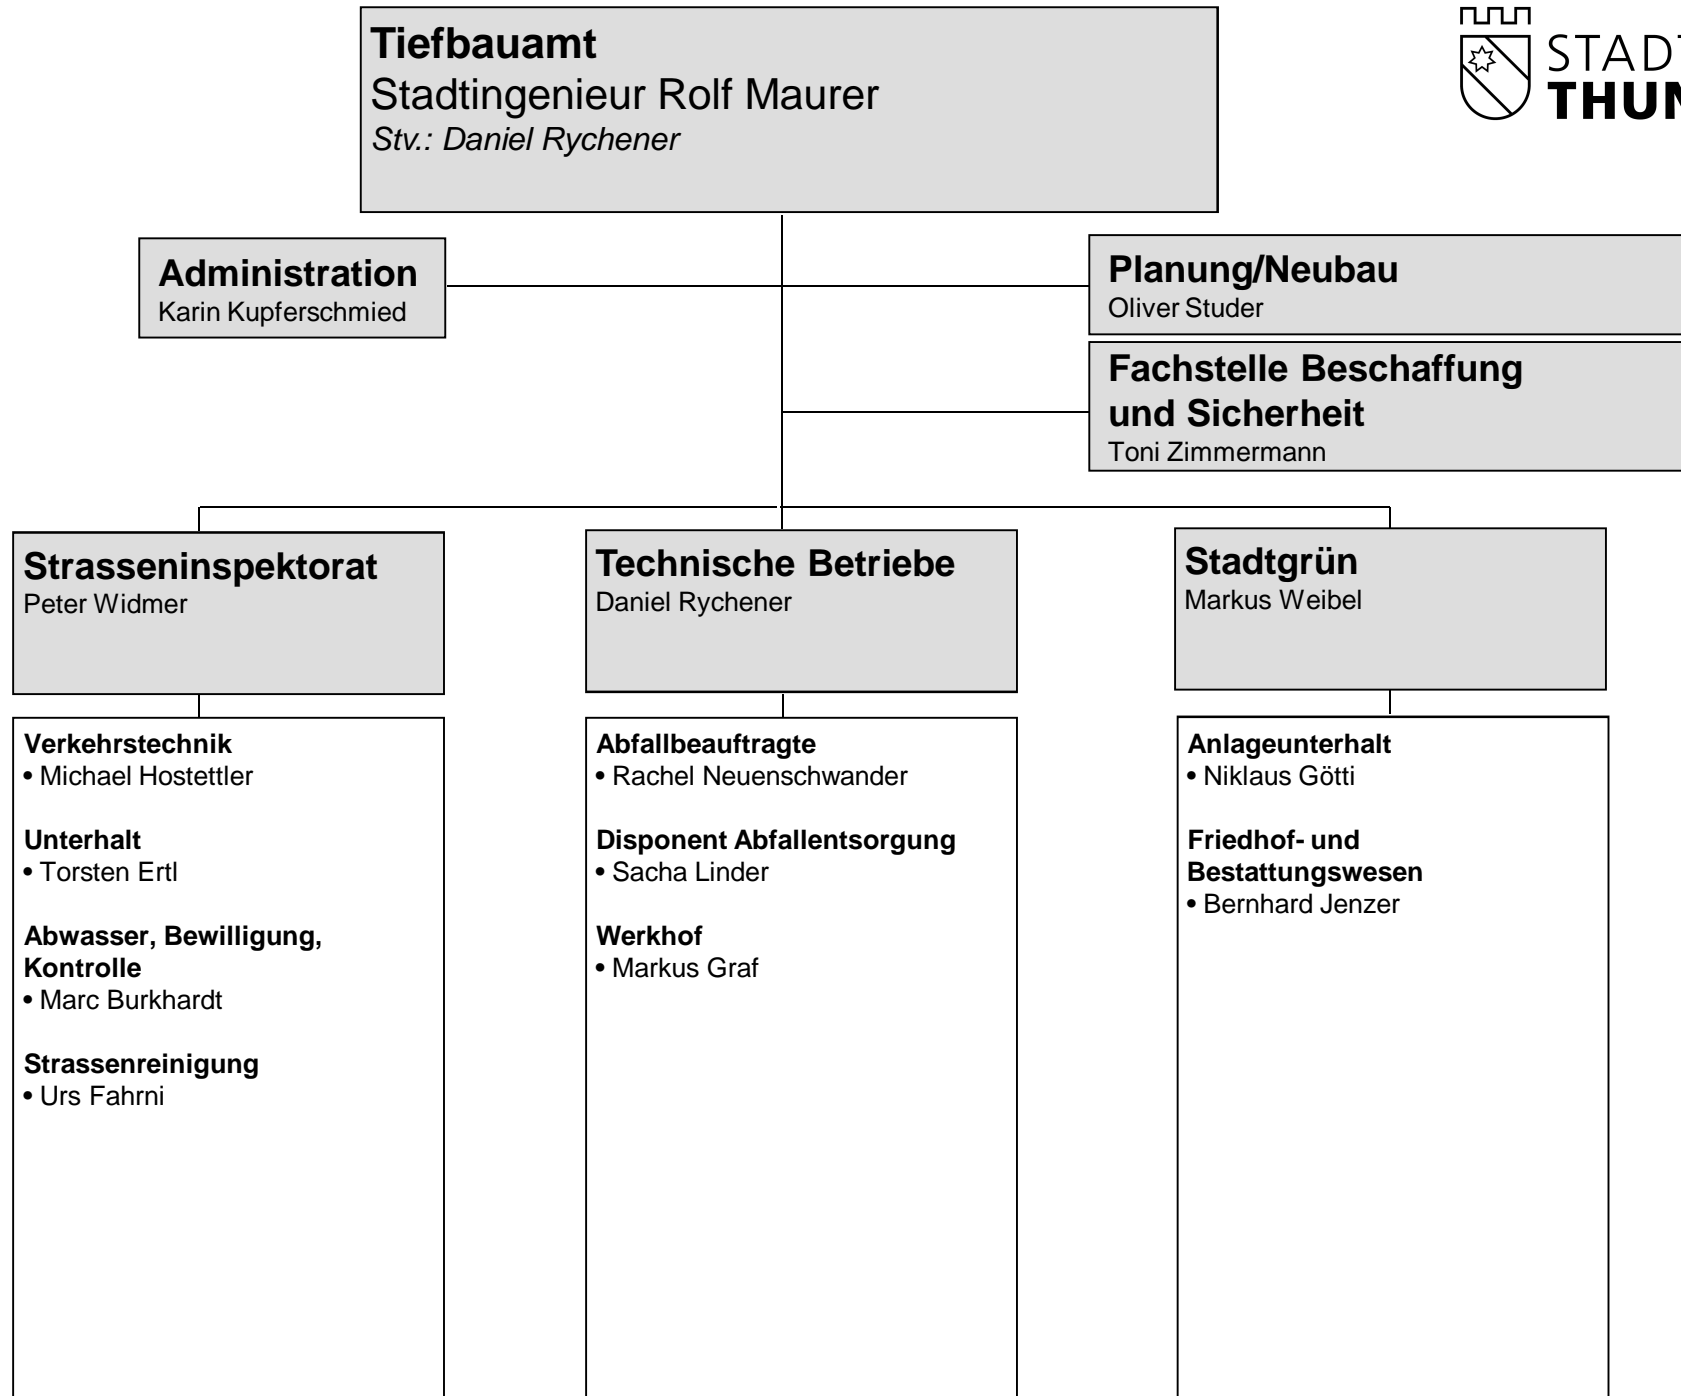 Tiefbauamt
Stadtingenieur Rolf Maurer
Stv.: Daniel Rychener
STADT
THUN
Administration
Karin Kupferschmied
Planung/Neubau
Oliver Studer
Fachstelle Beschaffung
und Sicherheit
Toni Zimmermann
Strasseninspektorat
Peter Widmer
Technische Betriebe
Daniel Rychener
Stadtgrün
Markus Weibel
Verkehrstechnik
• Michael Hostettler
Unterhalt
• Torsten Ertl
Abwasser, Bewilligung,
Kontrolle
• Marc Burkhardt
Strassenreinigung
• Urs Fahrni
Abfallbeauftragte
• Rachel Neuenschwander
Disponent Abfallentsorgung
• Sacha Linder
Werkhof
• Markus Graf
Anlageunterhalt
• Niklaus Götti
Friedhof- und
Bestattungswesen
• Bernhard Jenzer